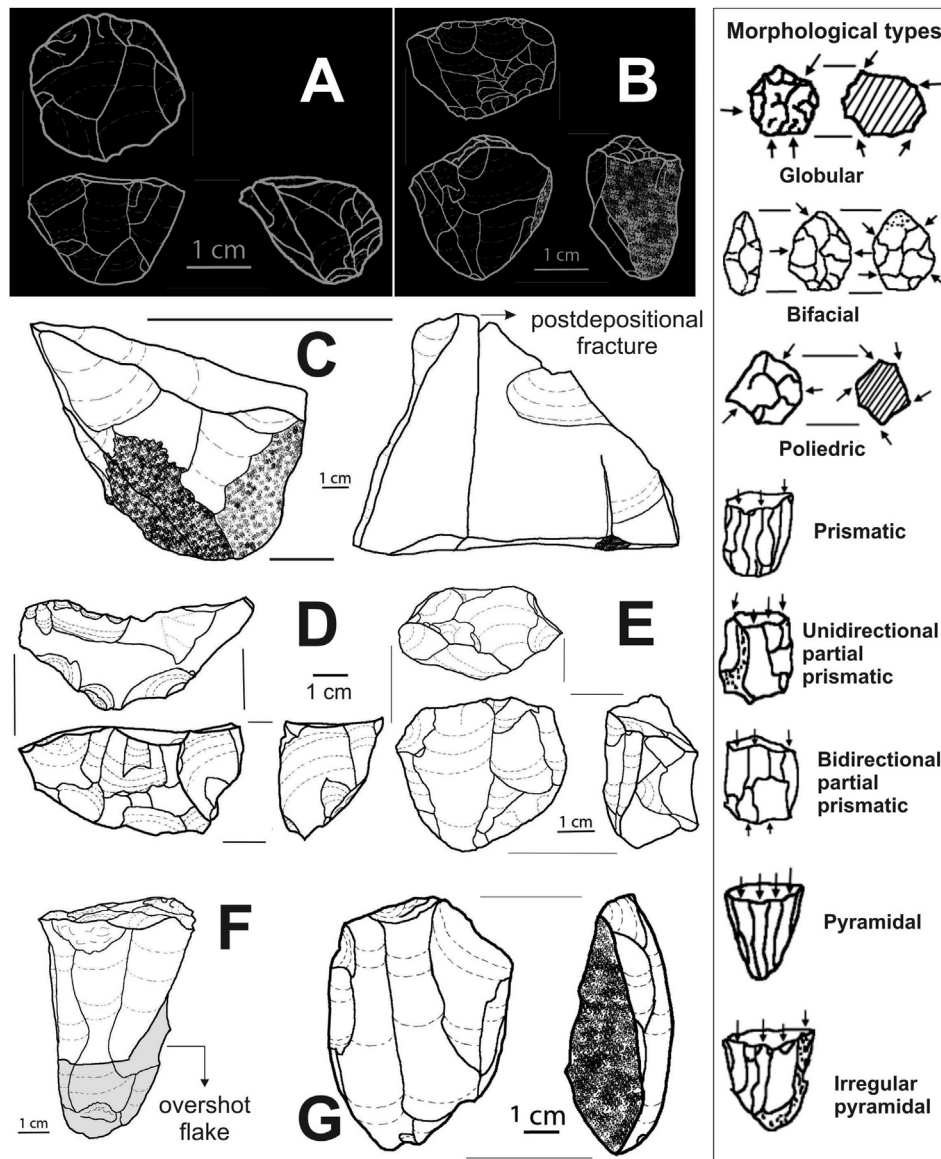 A
1 cm
B
1 cm
C
postdepositional
fracture
1 cm
D
1 cm
E
1 cm
F
overshot
flake
1 cm
G
1 cm
Morphological types
Globular
Bifacial
Poliedric
Prismatic
Unidirectional
partial
prismatic
Bidirectional
partial
prismatic
Pyramidal
Irregular
pyramidal